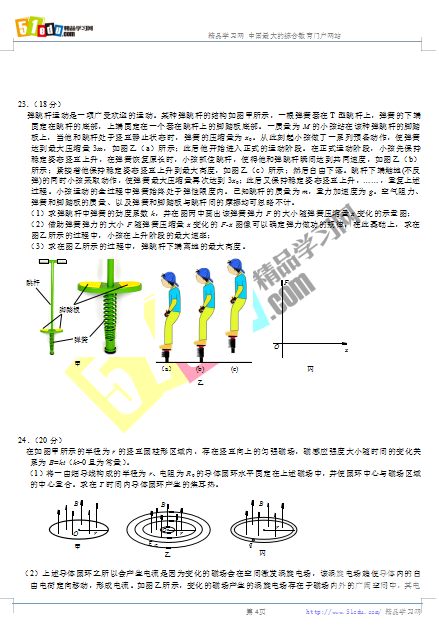 精品学习网
51edu.com
精品学习网 中国最大的综合教育门户网站
23.(18分)
弹跳杆运动是一项广受欢迎的运动。某种弹跳杆的结构如图甲所示,一根弹簧套在T型跳杆上,弹簧的下端
固定在跳杆的底部,上端固定在一个套在跳杆上的脚踏板底部。一质量为M的小孩站在该种弹跳杆的脚踏
板上,当他和跳杆处于竖直静止状态时,弹簧的压缩量为x₀。从此刻起小孩做了一系列预备动作,使弹簧
达到最大压缩量3x₀,如图乙(a)所示;此后他开始进入正式的运动阶段。在正式运动阶段,小孩先保持
稳定姿态竖直上升,在弹簧恢复原长时,小孩抓住跳杆,使得他和弹跳杆瞬间达到共同速度,如图乙(b)
所示;紧接着他保持稳定姿态竖直上升到最大高度,如图乙(c)所示;然后自由下落。跳杆下端触地(不反
弹)的同时小孩采取动作,使弹簧最大压缩量再次达到3x₀;此后又保持稳定姿态竖直上升,……,重复上述
过程。小孩运动的全过程中弹簧始终处于弹性限度内。已知跳杆的质量为m,重力加速度为g。空气阻力、
弹簧和脚踏板的质量、以及弹簧和脚踏板与跳杆间的摩擦均可忽略不计。
(1)求弹跳杆中弹簧的劲度系数k,并在图丙中画出该弹簧弹力F的大小随弹簧压缩量x变化的示意图;
(2)借助弹簧弹力的大小F随弹簧压缩量x变化的F-x图像可以确定弹力做功的规律,在此基础上,求在
图乙所示的过程中,小孩在上升阶段的最大速率;
(3)求在图乙所示的过程中,弹跳杆下端离地的最大高度。
跳杆
脚踏板
弹簧
甲
(a) (b) (c)
乙
F
O
x
丙
24.(20分)
在如图甲所示的半径为r的竖直圆柱形区域内,存在竖直向上的匀强磁场,磁感应强度大小随时间的变化关
系为B=kt(k>0且为常量)。
(1)将一由细导线构成的半径为r、电阻为R₀的导体圆环水平固定在上述磁场中,并使圆环中心与磁场区域
的中心重合。求在T时间内导体圆环产生的焦耳热。
B
O
r
甲
B
乙
B
r
丙
(2)上述导体圆环之所以会产生电流是因为变化的磁场会在空间激发涡旋电场,该涡旋电场趋使导体内的自
由电荷定向移动,形成电流。如图乙所示,变化的磁场产生的涡旋电场存在于磁场内外的广阔空间中,其电
第 4页
http://www.51edu.com/ 精品学习网